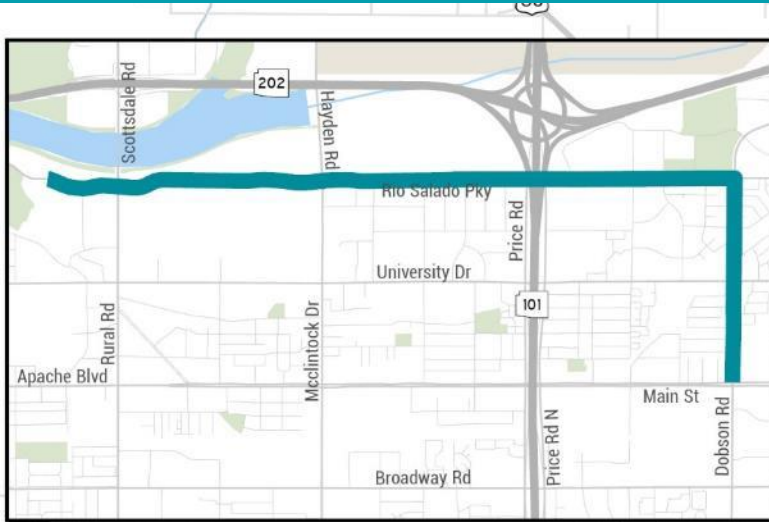 Scottsdale Rd
202
Hayden Rd
Rio Salado Pky
Price Rd
University Dr
101
Rural Rd
Mcclintock Dr
Apache Blvd
Main St
Dobson Rd
Price Rd N
Broadway Rd